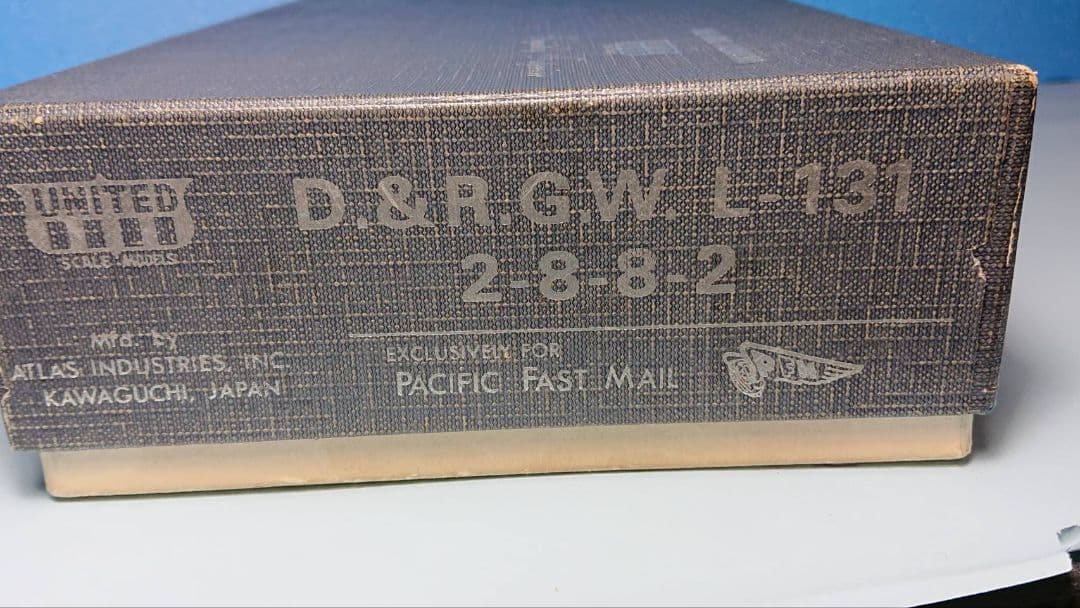 UNITED
SCALE MODELS
D.&R.G.W. L-131
2-8-8-2
Mfd. by
ATLAS INDUSTRIES, INC.
KAWAGUCHI, JAPAN
EXCLUSIVELY FOR
PACIFIC FAST MAIL
PFM